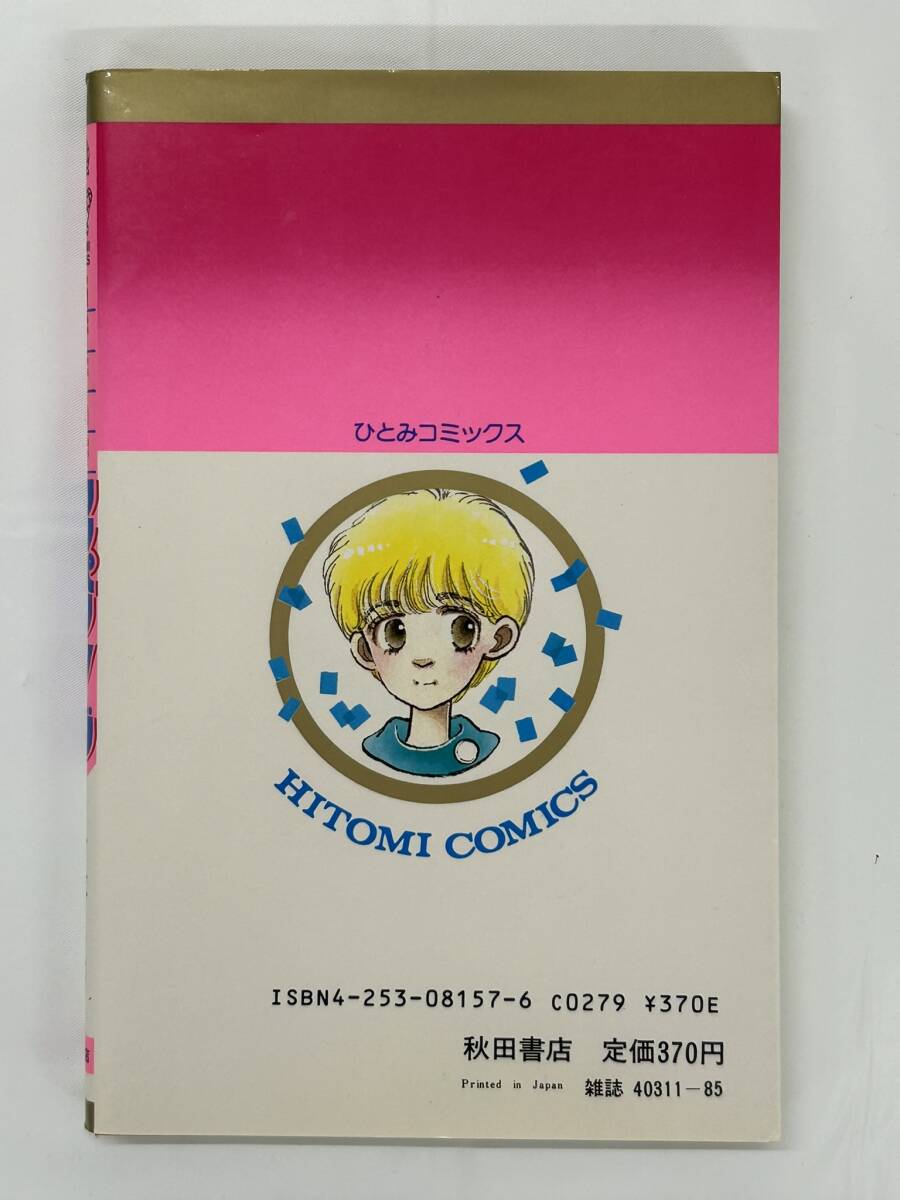 ひとみコミックス
HITOMI COMICS
ISBN4-253-08157-6 C0279 ¥370E
秋田書店 定価370円
Printed in Japan 雑誌 40311-85